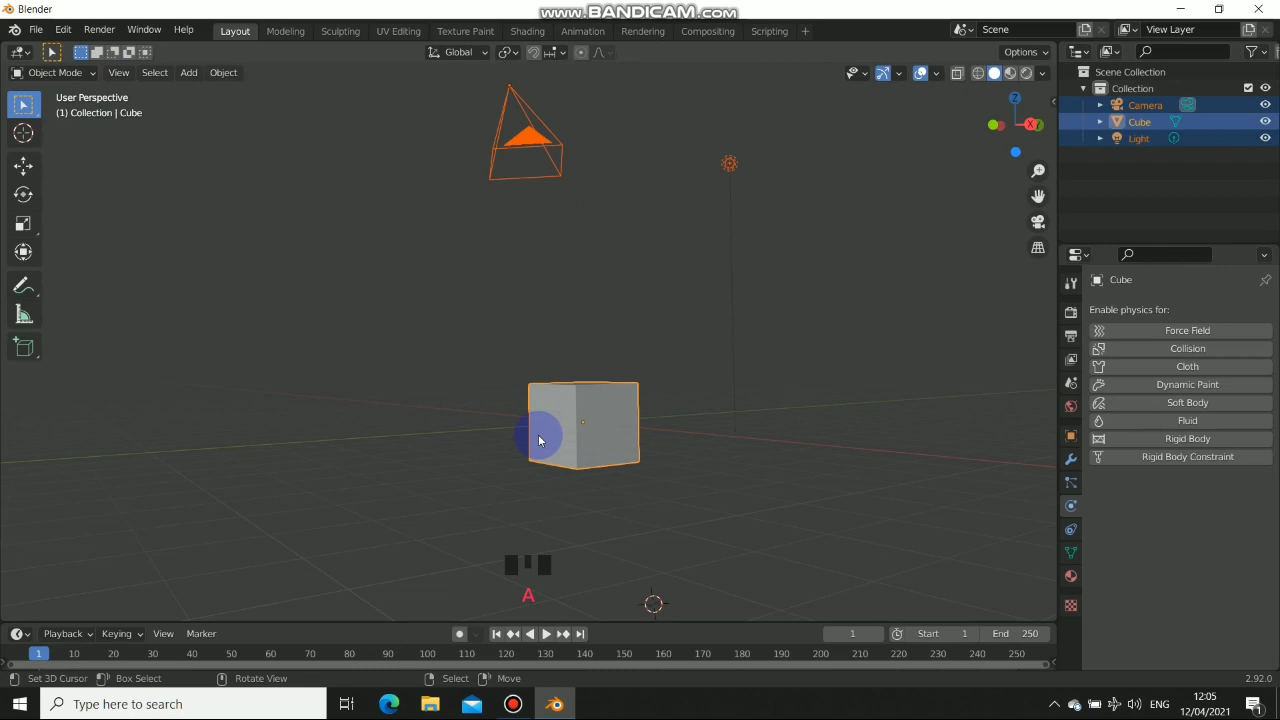 Blender
www.BANDICAM.com
File Edit Render Window Help
Layout Modeling Sculpting UV Editing Texture Paint Shading Animation Rendering Compositing Scripting +
Scene
View Layer
Global
Options
Object Mode View Select Add Object
User Perspective
(1) Collection | Cube
Z
X
Scene Collection
Collection
Camera
Cube
Light
Cube
Enable physics for:
Force Field
Collision
Cloth
Dynamic Paint
Soft Body
Fluid
Rigid Body
Rigid Body Constraint
A
Playback Keying View Marker
1 Start 1 End 250
1 10 20 30 40 50 60 70 80 90 100 110 120 130 140 150 160 170 180 190 200 210 220 230 240 250
Set 3D Cursor Box Select Rotate View Select Move 2.92.0
Type here to search
12:05
12/04/2021
1